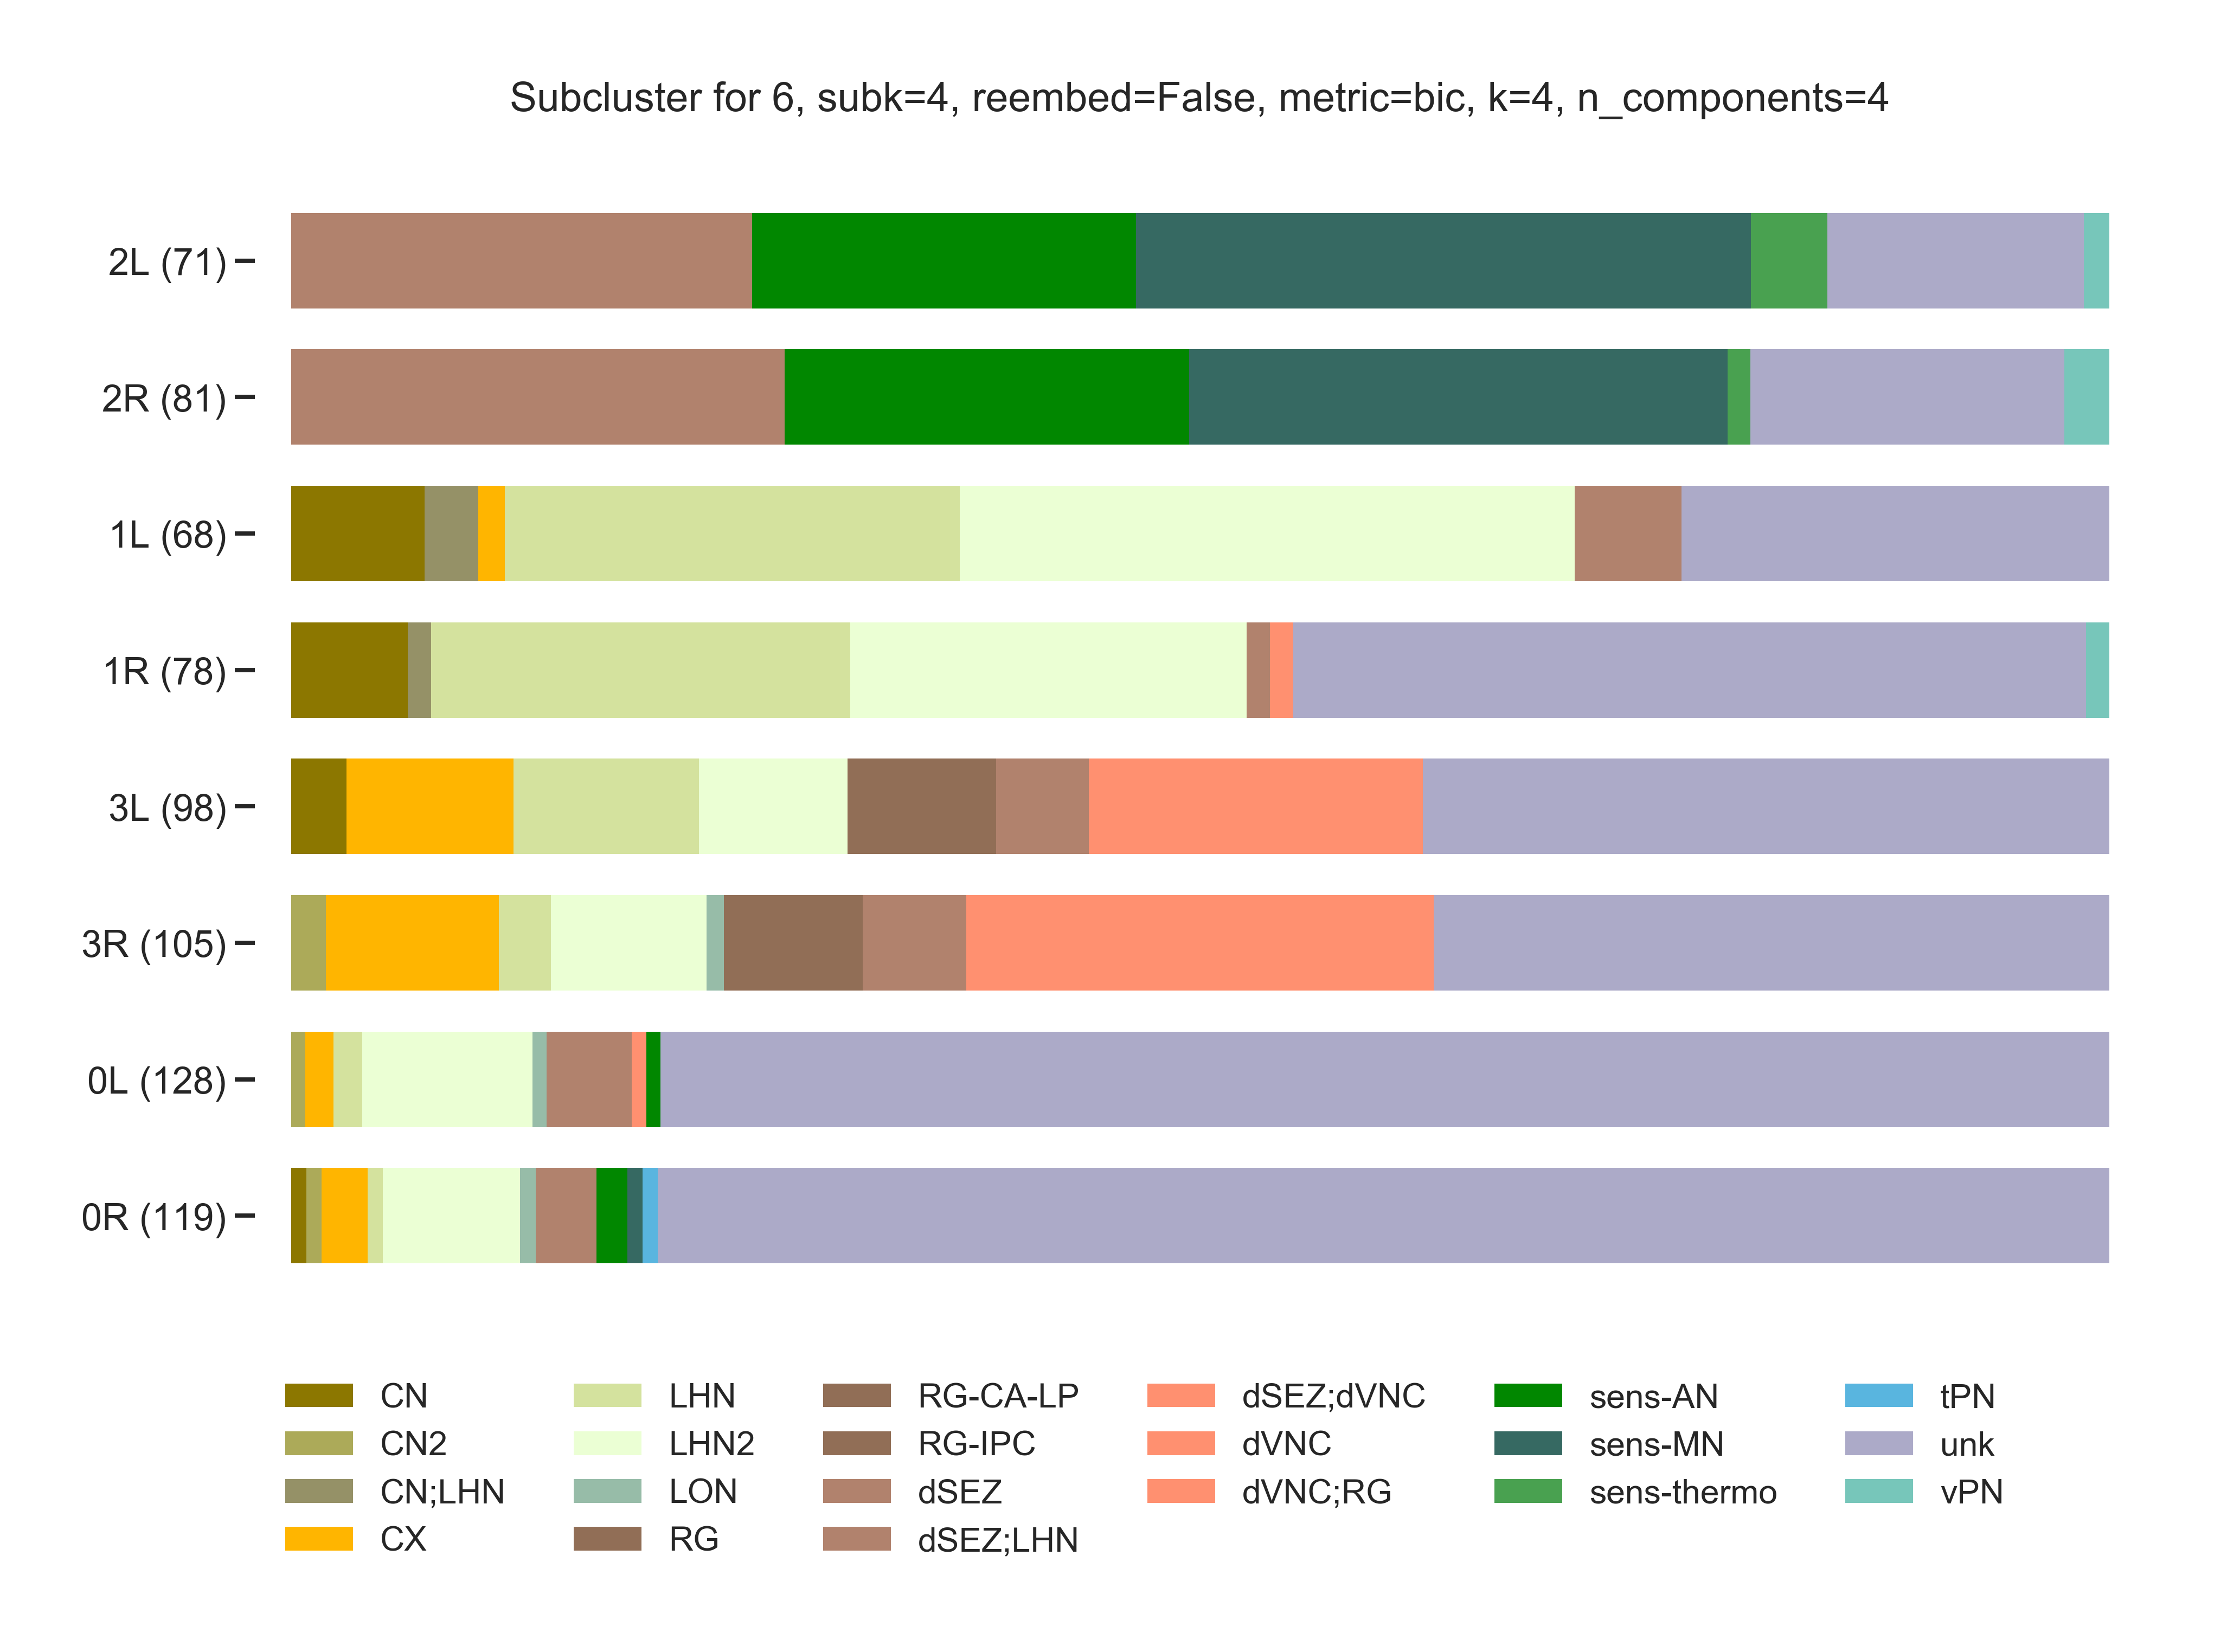 Subcluster for 6, subk=4, reembed=False, metric=bic, k=4, n_components=4
2L (71)
2R (81)
1L (68)
1R (78)
3L (98)
3R (105)
0L (128)
0R (119)
CN LHN RG-CA-LP dSEZ;dVNC sens-AN tPN
CN2 LHN2 RG-IPC dVNC sens-MN unk
CN;LHN LON dSEZ dVNC;RG sens-thermo vPN
CX RG dSEZ;LHN